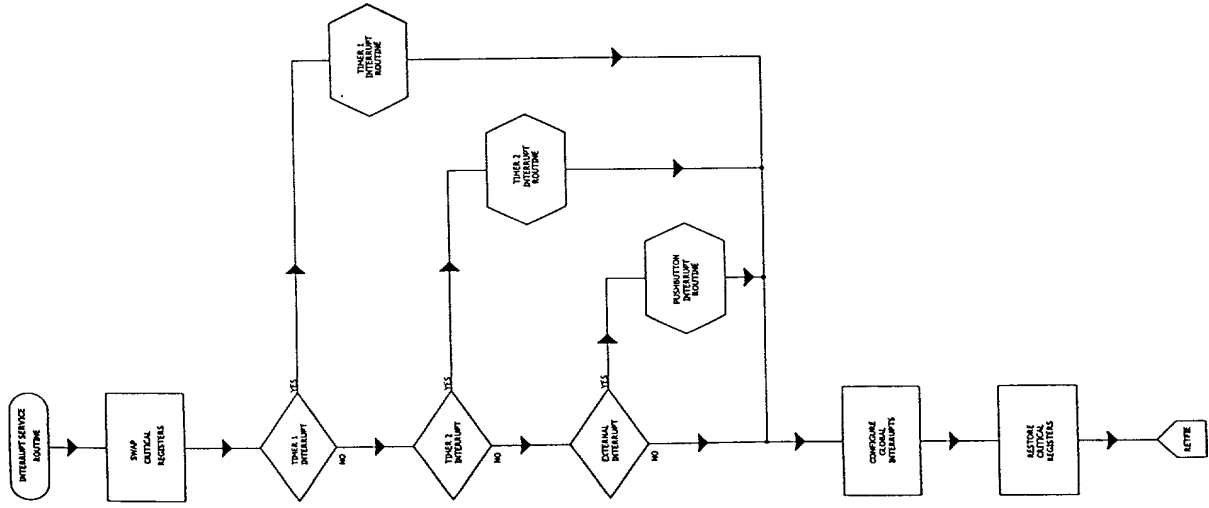 INTERRUPT SERVICE
ROUTINE
SWAP
CRITICAL
REGISTERS
TIMER 1
INTERRUPT
YES
NO
TIMER 1
INTERRUPT
ROUTINE
TIMER 2
INTERRUPT
YES
NO
TIMER 2
INTERRUPT
ROUTINE
EXTERNAL
INTERRUPT
YES
NO
PUSHBUTTON
INTERRUPT
ROUTINE
CONFIGURE
GLOBAL
INTERRUPTS
RESTORE
CRITICAL
REGISTERS
RETFIE